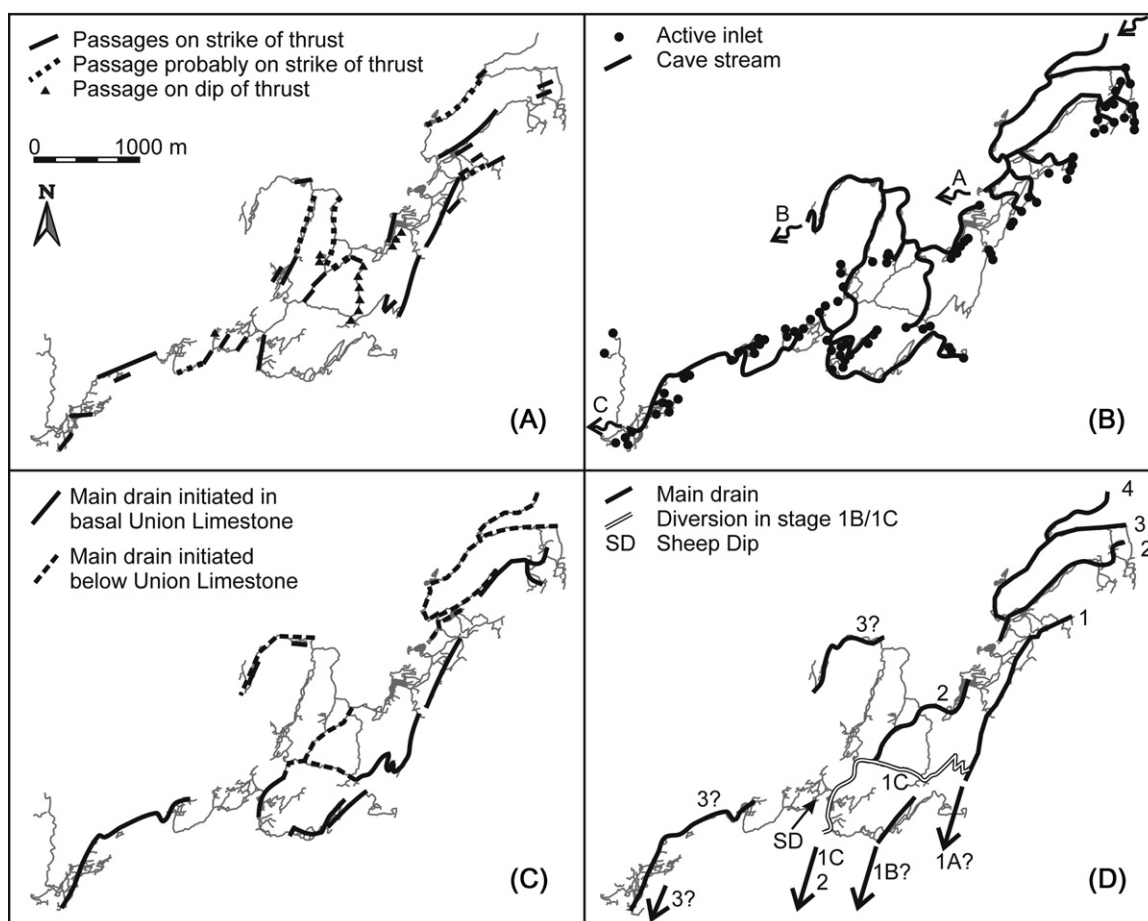 Passages on strike of thrust
Passage probably on strike of thrust
Passage on dip of thrust
0 1000 m
N
(A)
Active inlet
Cave stream
A
B
C
(B)
Main drain initiated in
basal Union Limestone
Main drain initiated
below Union Limestone
(C)
Main drain
Diversion in stage 1B/1C
SD Sheep Dip
4
3
2
1
3?
2
1C
3?
SD
1A?
1C
2
1B?
3?
(D)